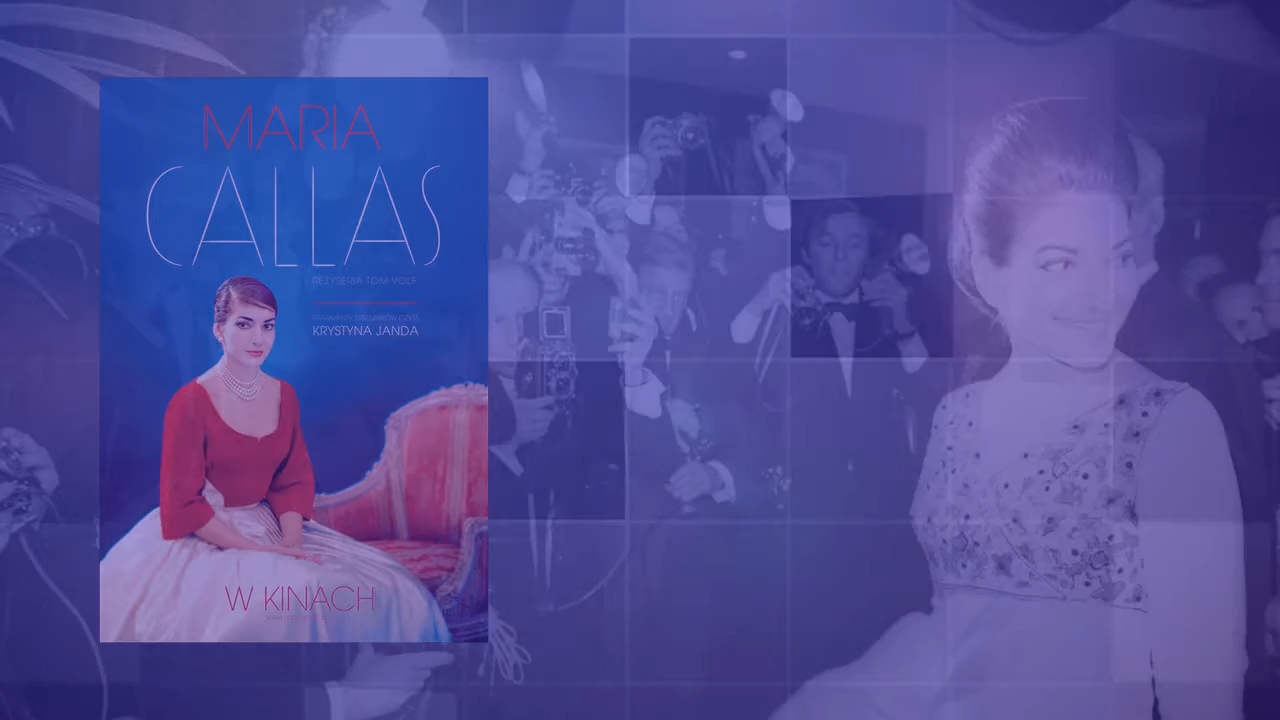 MARIA
CALLAS
REŻYSERIA TOM VOLF
KRYSTYNA JANDA
W KINACH